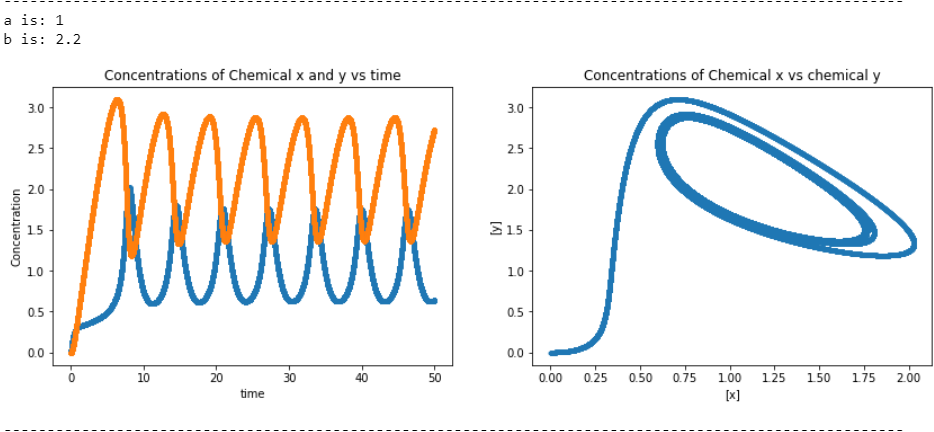 a is: 1
b is: 2.2
Concentrations of Chemical x and y vs time
Concentration
3.0
2.5
2.0
1.5
1.0
0.5
0.0
0 10 20 30 40 50
time
Concentrations of Chemical x vs chemical y
[y]
3.0
2.5
2.0
1.5
1.0
0.5
0.0
0.00 0.25 0.50 0.75 1.00 1.25 1.50 1.75 2.00
[x]